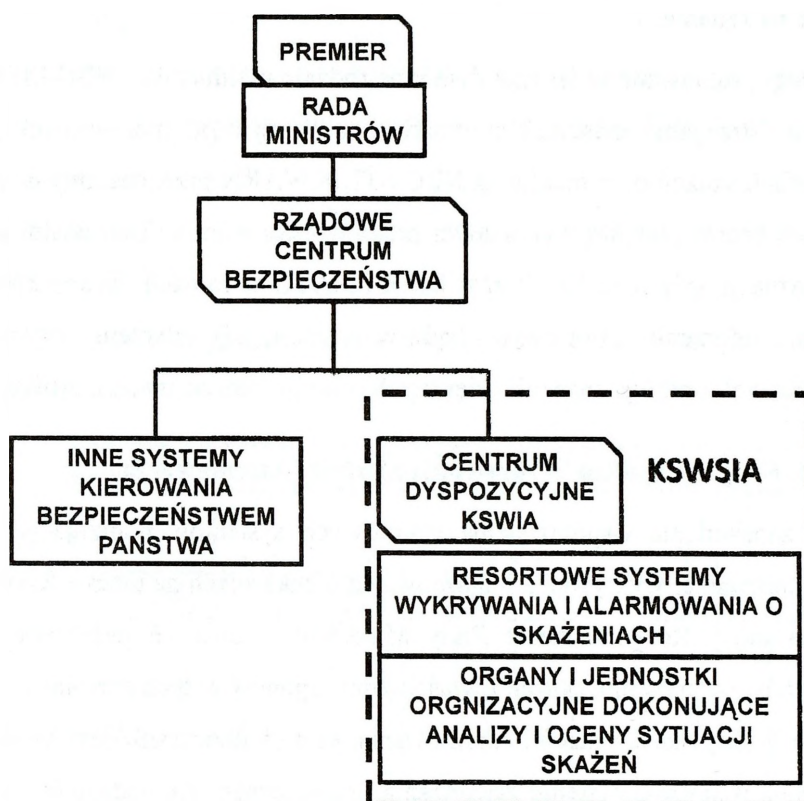 PREMIER
RADA
MINISTRÓW
RZĄDOWE
CENTRUM
BEZPIECZEŃSTWA
INNE SYSTEMY
KIEROWANIA
BEZPIECZEŃSTWEM
PAŃSTWA
CENTRUM
DYSPOZYCYJNE
KSWIA
KSWSIA
RESORTOWE SYSTEMY
WYKRYWANIA I ALARMOWANIA O
SKAŻENIACH
ORGANY I JEDNOSTKI
ORGNIZACYJNE DOKONUJĄCE
ANALIZY I OCENY SYTUACJI
SKAŻEŃ